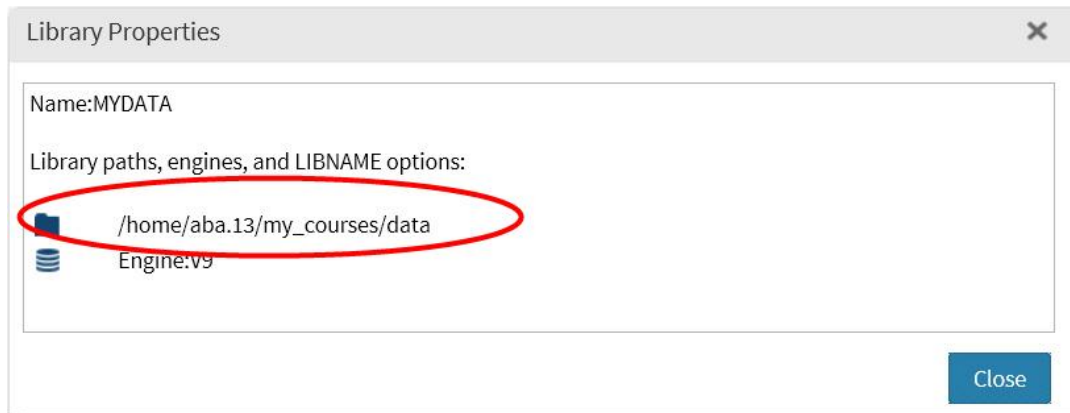 Library Properties
Name:MYDATA
Library paths, engines, and LIBNAME options:
/home/aba.13/my_courses/data
Engine:V9
Close